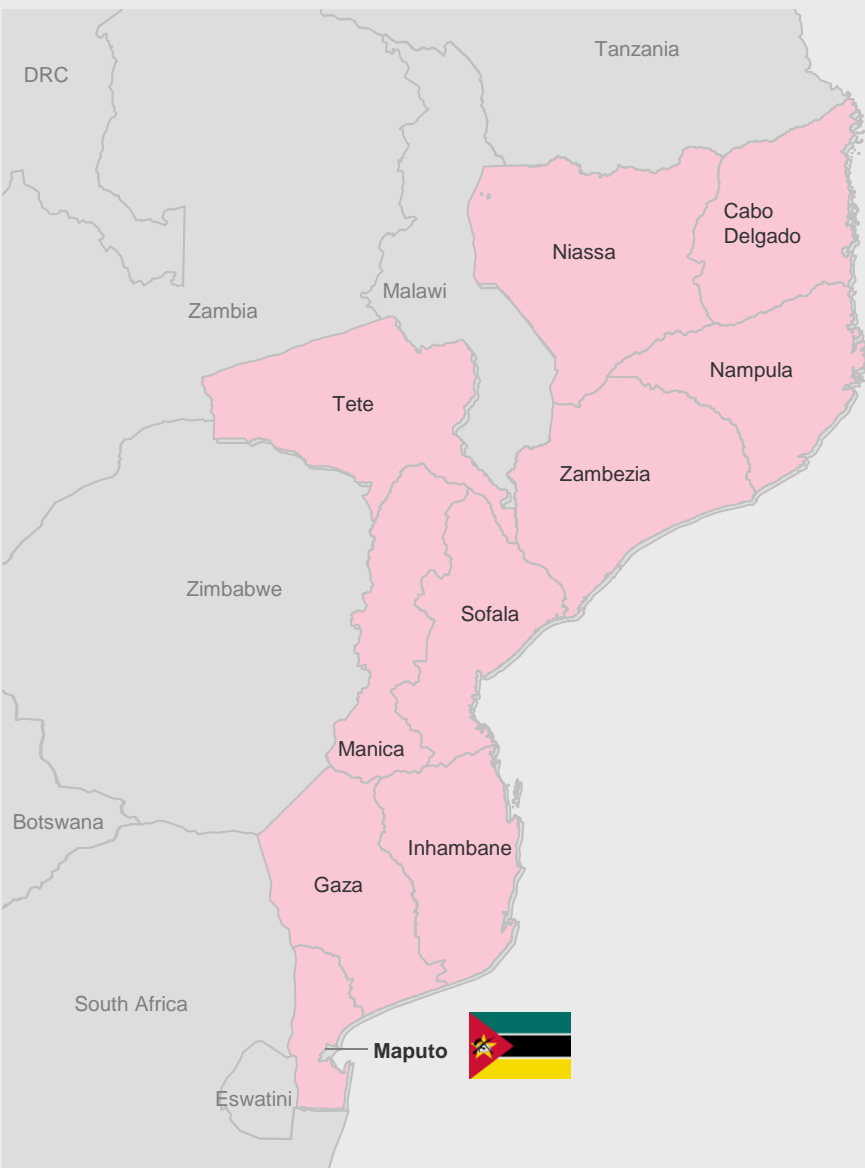 Tanzania
DRC
Cabo
Delgado
Niassa
Malawi
Zambia
Nampula
Tete
Zambezia
Zimbabwe
Sofala
Manica
Botswana
Inhambane
Gaza
South Africa
Maputo
Eswatini